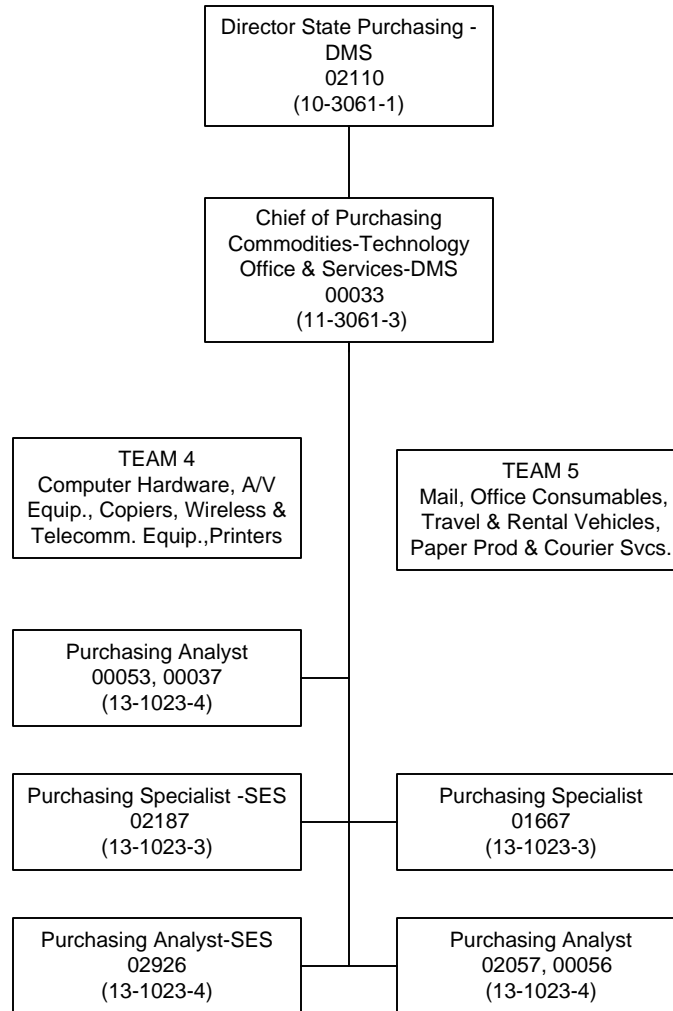 Director State Purchasing -
DMS
02110
(10-3061-1)
Chief of Purchasing
Commodities-Technology
Office & Services-DMS
00033
(11-3061-3)
TEAM 4
Computer Hardware, A/V
Equip., Copiers, Wireless &
Telecomm. Equip.,Printers
TEAM 5
Mail, Office Consumables,
Travel & Rental Vehicles,
Paper Prod & Courier Svcs.
Purchasing Analyst
00053, 00037
(13-1023-4)
Purchasing Specialist -SES
02187
(13-1023-3)
Purchasing Specialist
01667
(13-1023-3)
Purchasing Analyst-SES
02926
(13-1023-4)
Purchasing Analyst
02057, 00056
(13-1023-4)